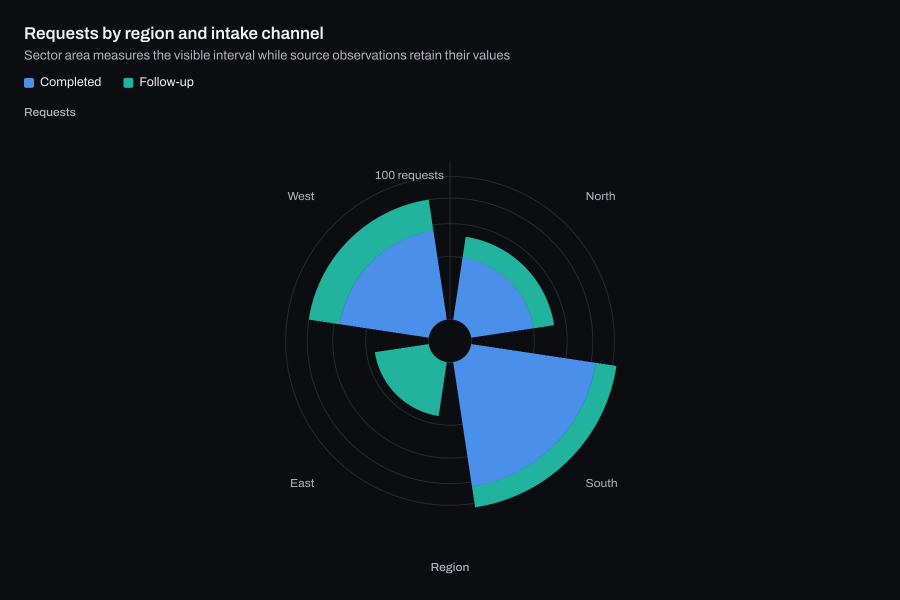 Requests by region and intake channel
Sector area measures the visible interval while source observations retain their values
Completed
Follow-up
Requests
100 requests
West
North
East
South
Region